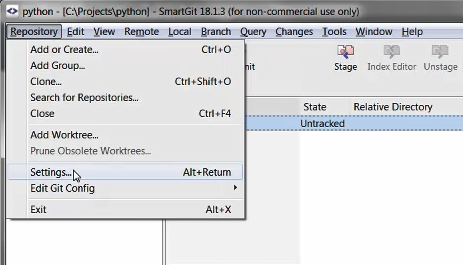 python - [C:\Projects\python] - SmartGit 18.1.3 (for non-commercial use only)
Repository Edit View Remote Local Branch Query Changes Tools Window Help
Add or Create... Ctrl+O
Add Group...
Clone... Ctrl+Shift+O
Search for Repositories...
Close Ctrl+F4
Add Worktree...
Prune Obsolete Worktrees...
Settings... Alt+Return
Edit Git Config
Exit Alt+X
Stage Index Editor Unstage
State Relative Directory
Untracked